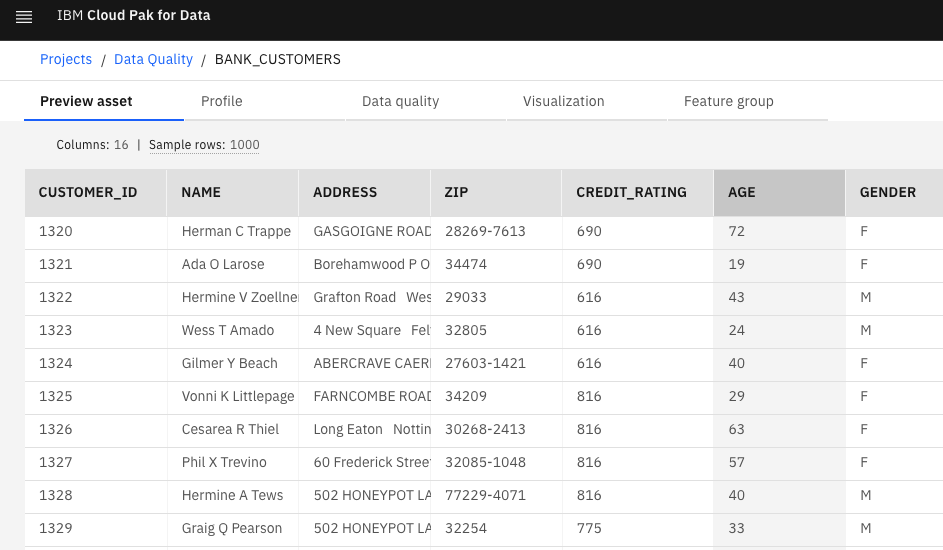 IBM Cloud Pak for Data
Projects / Data Quality / BANK_CUSTOMERS
Preview asset Profile Data quality Visualization Feature group
Columns: 16 | Sample rows: 1000
CUSTOMER_ID NAME ADDRESS ZIP CREDIT_RATING AGE GENDER
1320 Herman C Trappe GASGOIGNE ROAD 28269-7613 690 72 F
1321 Ada O Larose Borehamwood P O 34474 690 19 F
1322 Hermine V Zoellner Grafton Road Wes 29033 616 43 M
1323 Wess T Amado 4 New Square Fel 32805 616 24 M
1324 Gilmer Y Beach ABERCRAVE CAER 27603-1421 616 40 F
1325 Vonni K Littlepage FARNCOMBE ROAD 34209 816 29 F
1326 Cesarea R Thiel Long Eaton Nottin 30268-2413 816 63 F
1327 Phil X Trevino 60 Frederick Street 32085-1048 816 57 F
1328 Hermine A Tews 502 HONEYPOT LA 77229-4071 816 40 M
1329 Graig Q Pearson 502 HONEYPOT LA 32254 775 33 M